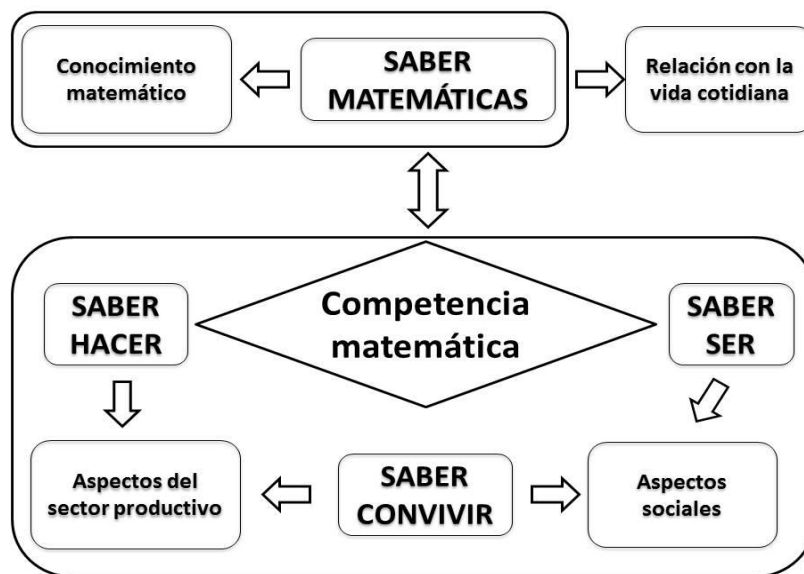 Conocimiento
matemático
SABER
MATEMÁTICAS
Relación con la
vida cotidiana
SABER
HACER
Competencia
matemática
SABER
SER
Aspectos del
sector productivo
SABER
CONVIVIR
Aspectos
sociales